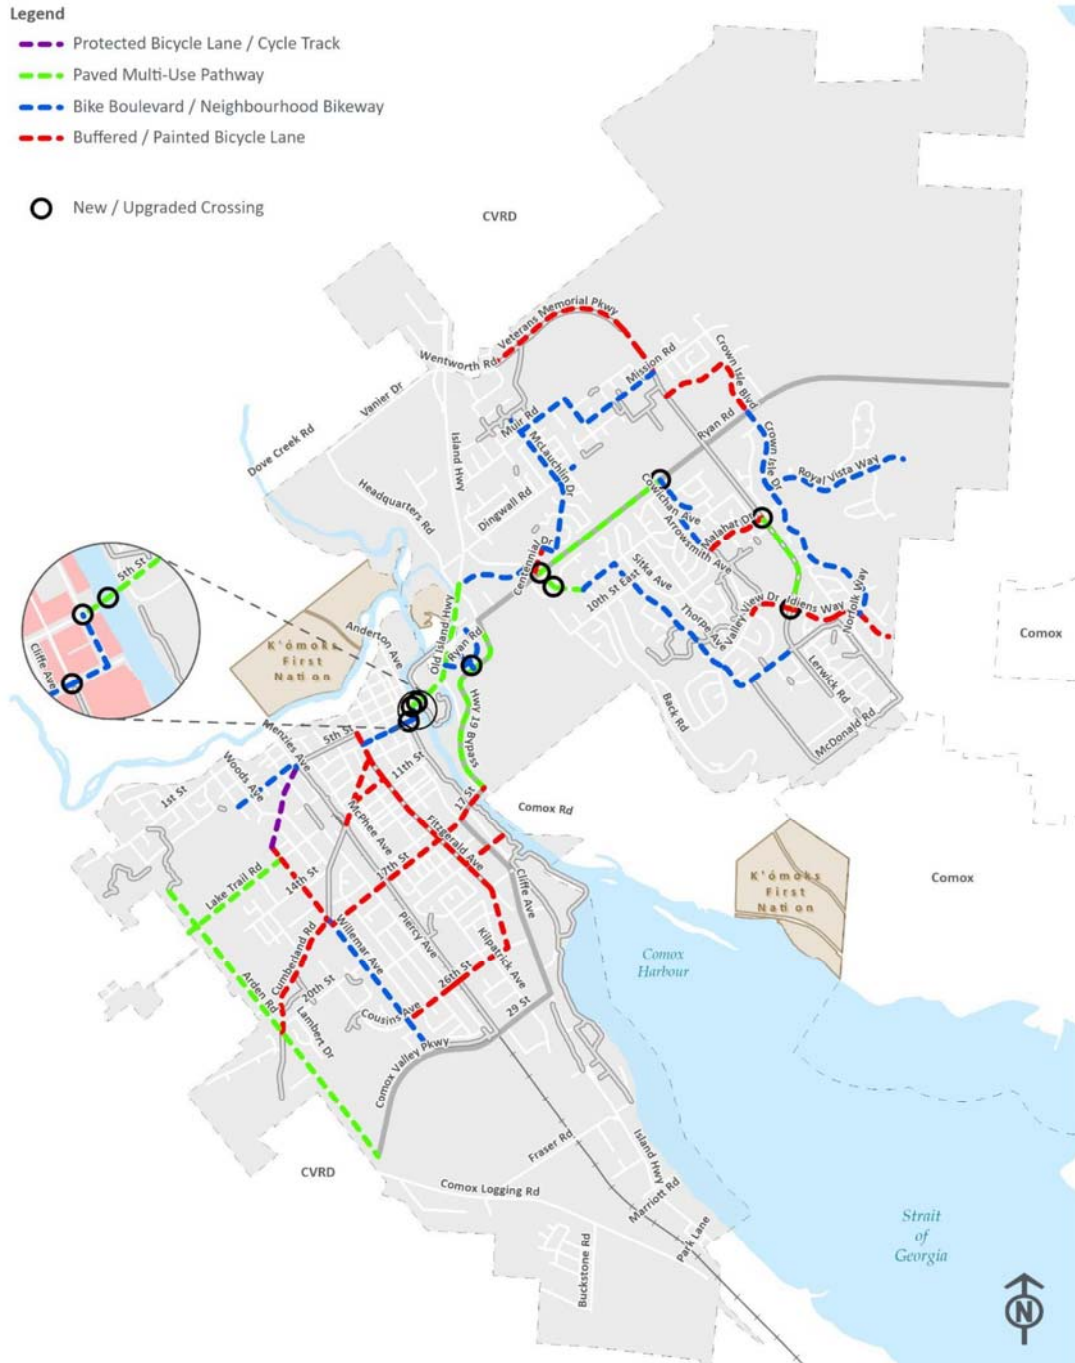 Legend
Protected Bicycle Lane / Cycle Track
Paved Multi-Use Pathway
Bike Boulevard / Neighbourhood Bikeway
Buffered / Painted Bicycle Lane
New / Upgraded Crossing
CVRD
Veterans Memorial Pkwy
Wentworth Rd
Mission Rd
Crown Isle Blvd
Vanier Dr
Muir Rd
Ryan Rd
Island Hwy
McLauchlin Dr
Crown Isle Dr
Dove Creek Rd
Royal Vista Way
Headquarters Rd
Dingwall Rd
Cowichan Ave
Malahat Dr
Arrowsmith Ave
Centennial Dr
5th St
Sitka Ave
10th St East
Thorpe Ave
Valley View Dr
Idiens Way
Norfolk Way
Cliffe Ave
Anderton Ave
Old Island Hwy
Ryan Rd
K'ómoks
First
Nation
Comox
Lerwick Rd
Back Rd
McDonald Rd
Hwy 19 Bypass
Menzies Ave
5th St
11th St
Woods Ave
1st St
17 St
Comox Rd
McPhee Ave
Fitzgerald Ave
17th St
Lake Trail Rd
14th St
Cliffe Ave
K'ómoks
First
Nation
Comox
Willemar Ave
Piercy Ave
Cumberland Rd
Kilpatrick Ave
Comox
Harbour
26th St
20th St
Arden Rd
Cousins Ave
29 St
Lambert Dr
Comox Valley Pkwy
Fraser Rd
Island Hwy
CVRD
Comox Logging Rd
Marriott Rd
Park Lane
Buckstone Rd
Strait
of
Georgia
N